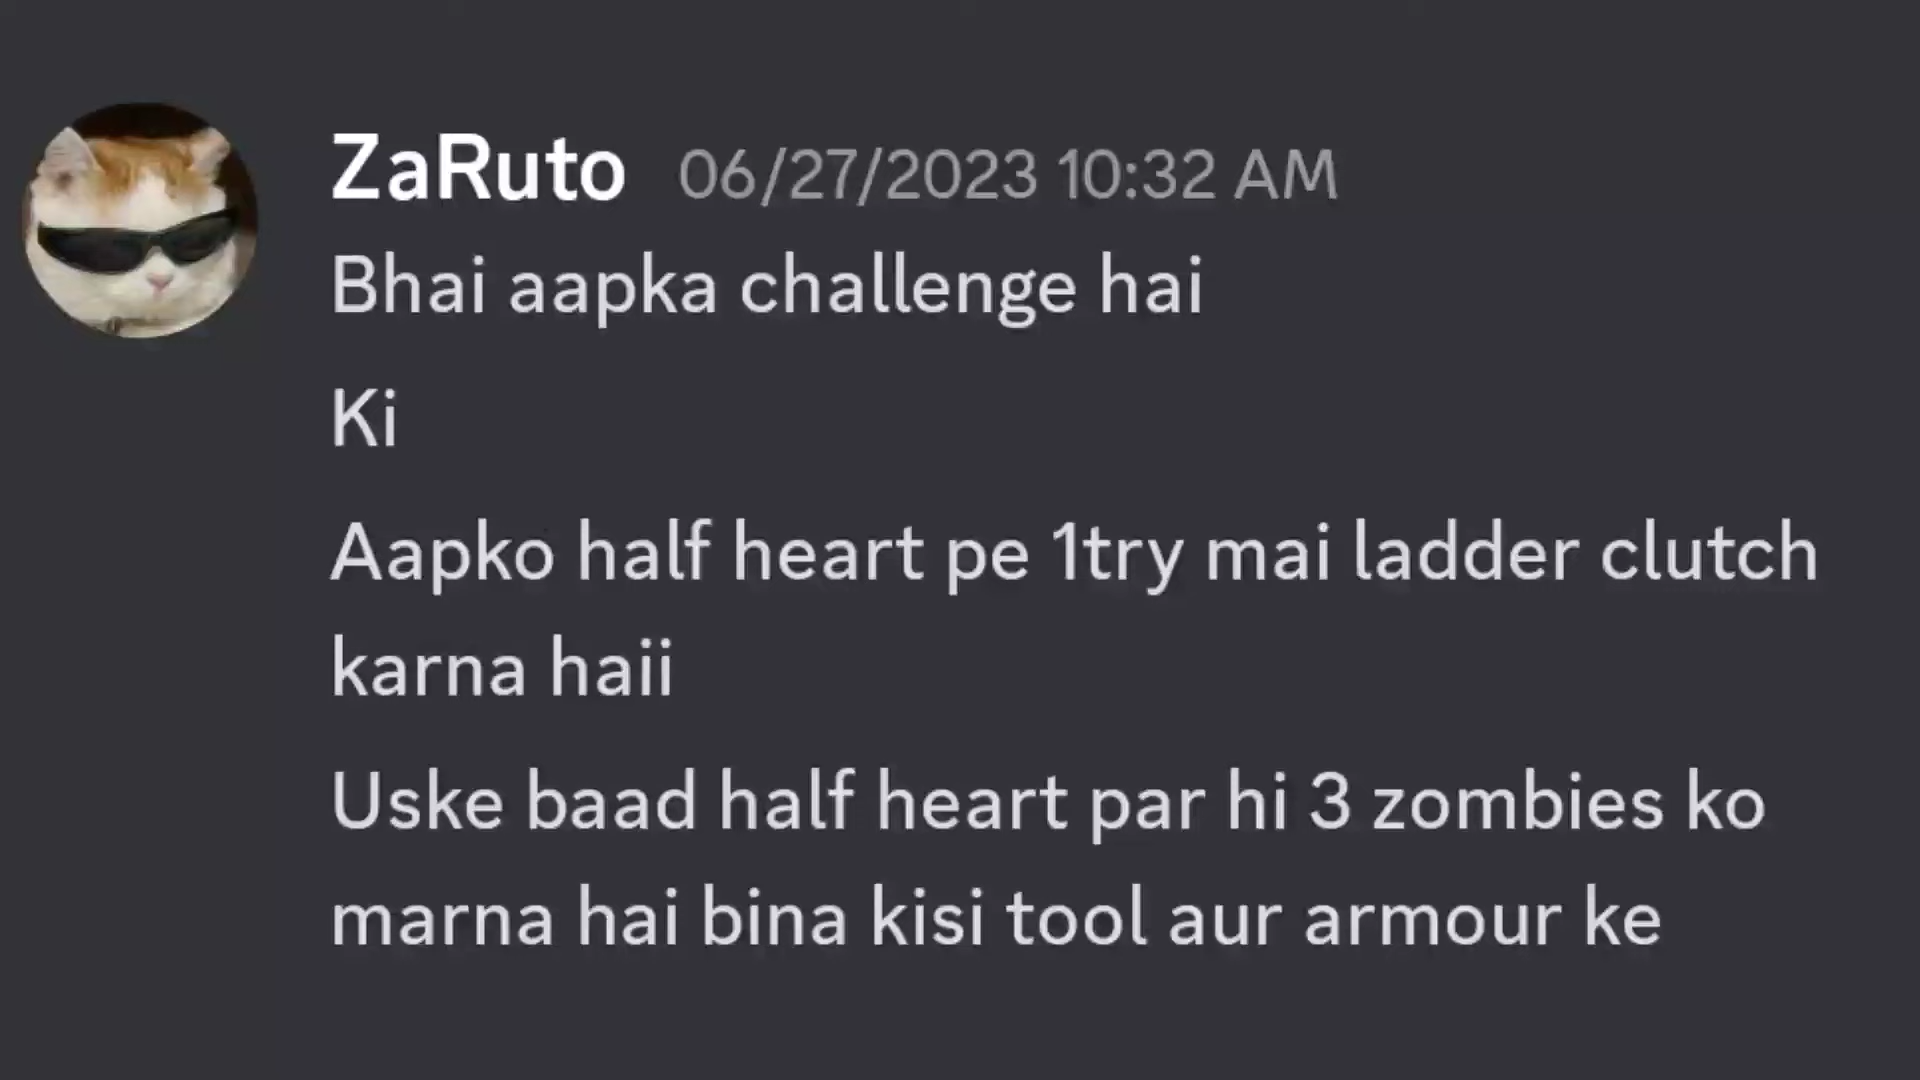 ZaRuto 06/27/2023 10:32 AM
Bhai aapka challenge hai
Ki
Aapko half heart pe 1try mai ladder clutch
karna haii
Uske baad half heart par hi 3 zombies ko
marna hai bina kisi tool aur armour ke